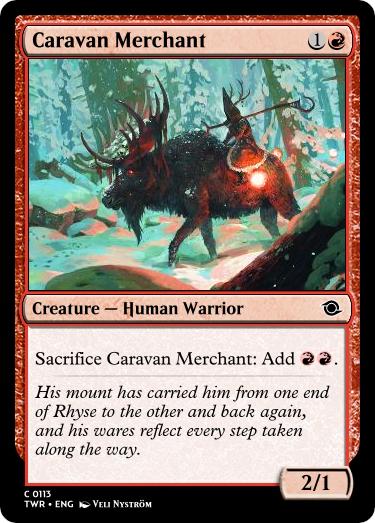 Caravan Merchant 1
Creature — Human Warrior
Sacrifice Caravan Merchant: Add
His mount has carried him from one end
of Rhyse to the other and back again,
and his wares reflect every step taken
along the way.
2/1
C 0113
TWR • ENG Veli Nyström